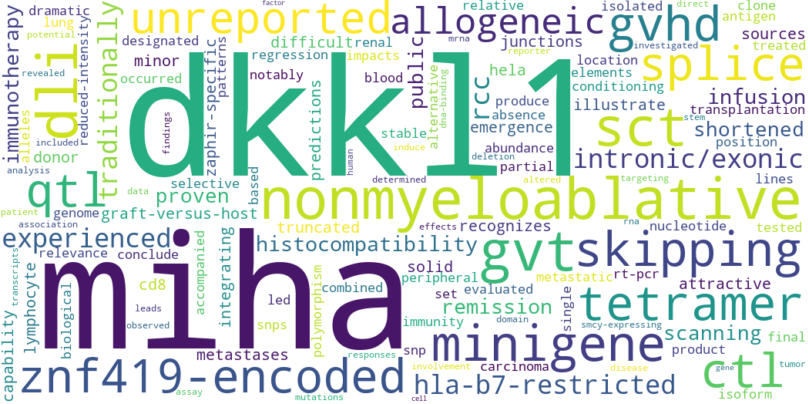 immunotherapy
dramatic
lung
potential
occurred
alleles
dli
reduced-intensity
traditionally
unreported
designated
minor
notably
findings
zaphir-specific
patterns
dkkl1
difficult
regression
impacts
renal
blood
predictions
human
stable
induce
allogeneic
public
alternative
dna-binding
relative
junctions
mrna
reporter
rcc
hela
produce
absence
abundance
partial
deletion
emergence
isolated
location
elements
conditioning
illustrate
investigated
gvhd
factor
direct
clone
antigen
sources
treated
splice
infusion
transplantation
stem
sct
shortened
position
intronic/exonic
included
revealed
analysis
donor
qtl
patient
data
selective
proven
based
genome
graft-versus-host
association
determined
nonmyeloablative
altered
targeting
lines
experienced
relevance
conclude
truncated
accompanied
integrating
histocompatibility
effects
recognizes
rna
nucleotide
tested
transcripts
lymphocyte
biological
capability
cd8
leads
observed
miha
led
combined
snps
polymorphism
solid
peripheral
set
evaluated
immunity
snp
carcinoma
responses
metastases
assay
mutations
znf419-encoded
involvement
cell
gvt
skipping
metastatic
rt-pcr
attractive
remission
domain
smcy-expressing
single
tetramer
scanning
final
minigene
product
disease
gene
hla-b7-restricted
ctl
tumor
isoform